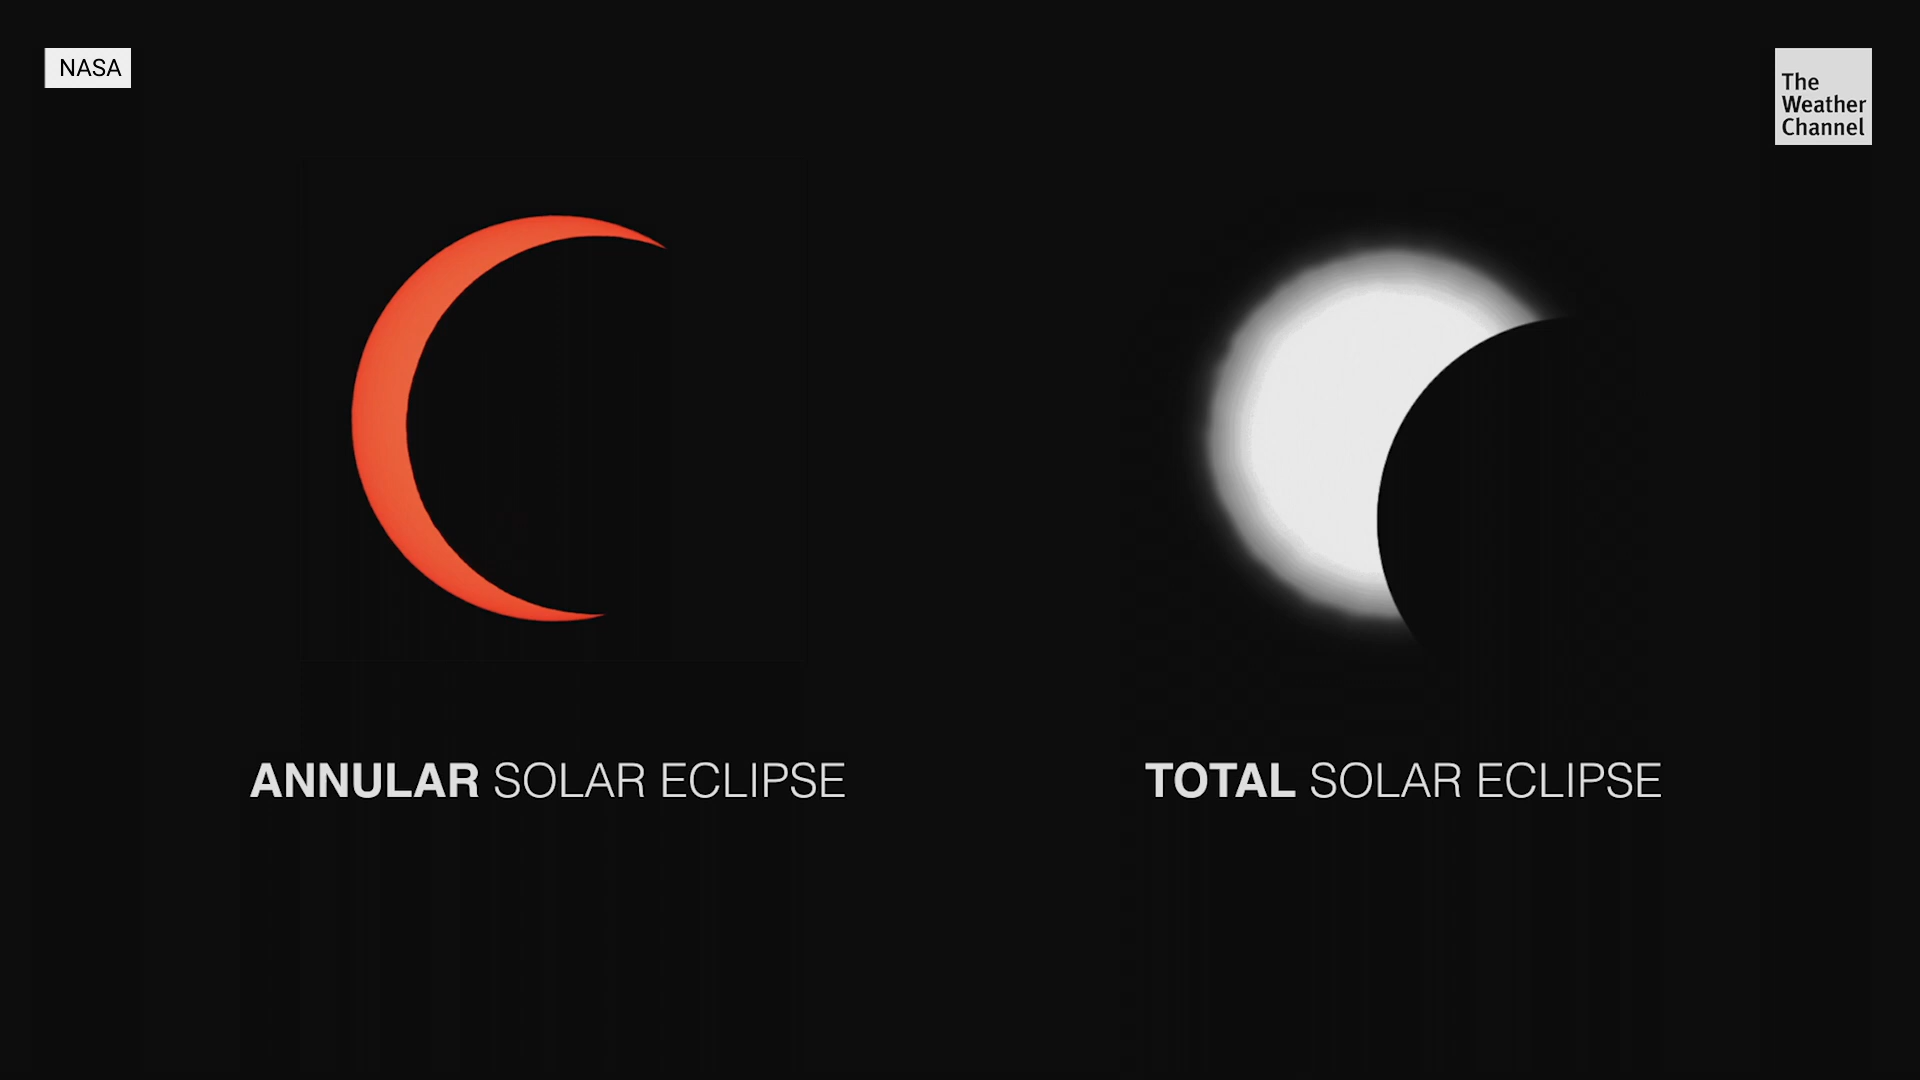 NASA
The
Weather
Channel
ANNULAR SOLAR ECLIPSE
TOTAL SOLAR ECLIPSE